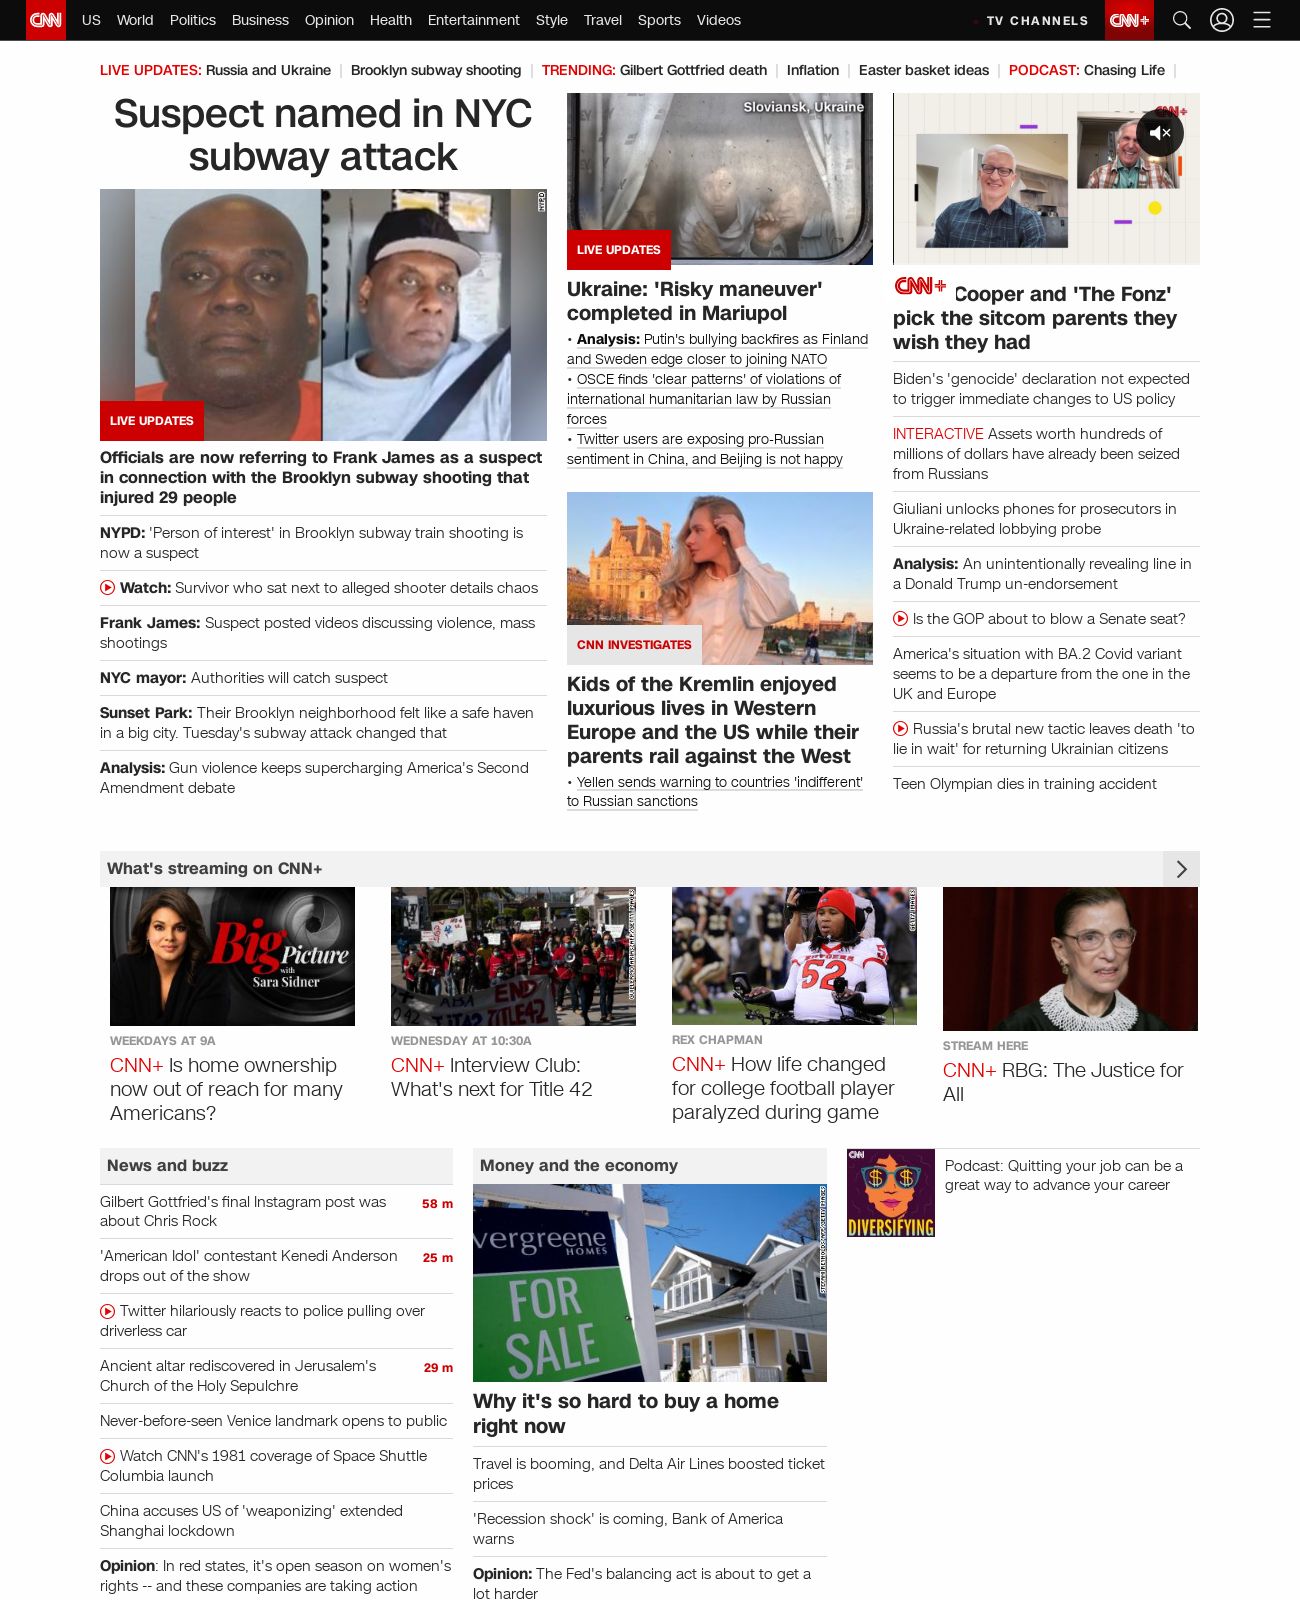 CNN US World Politics Business Opinion Health Entertainment Style Travel Sports Videos TV CHANNELS CNN+
LIVE UPDATES: Russia and Ukraine Brooklyn subway shooting TRENDING: Gilbert Gottfried death Inflation Easter basket ideas PODCAST: Chasing Life
Suspect named in NYC
subway attack
NYPD
LIVE UPDATES
Officials are now referring to Frank James as a suspect
in connection with the Brooklyn subway shooting that
injured 29 people
NYPD: 'Person of interest' in Brooklyn subway train shooting is
now a suspect
Watch: Survivor who sat next to alleged shooter details chaos
Frank James: Suspect posted videos discussing violence, mass
shootings
NYC mayor: Authorities will catch suspect
Sunset Park: Their Brooklyn neighborhood felt like a safe haven
in a big city. Tuesday's subway attack changed that
Analysis: Gun violence keeps supercharging America's Second
Amendment debate
Sloviansk, Ukraine
LIVE UPDATES
Ukraine: 'Risky maneuver'
completed in Mariupol
• Analysis: Putin's bullying backfires as Finland
and Sweden edge closer to joining NATO
• OSCE finds 'clear patterns' of violations of
international humanitarian law by Russian
forces
• Twitter users are exposing pro-Russian
sentiment in China, and Beijing is not happy
CNN INVESTIGATES
Kids of the Kremlin enjoyed
luxurious lives in Western
Europe and the US while their
parents rail against the West
• Yellen sends warning to countries 'indifferent'
to Russian sanctions
CNN+
CNN+ Cooper and 'The Fonz'
pick the sitcom parents they
wish they had
Biden's 'genocide' declaration not expected
to trigger immediate changes to US policy
INTERACTIVE Assets worth hundreds of
millions of dollars have already been seized
from Russians
Giuliani unlocks phones for prosecutors in
Ukraine-related lobbying probe
Analysis: An unintentionally revealing line in
a Donald Trump un-endorsement
Is the GOP about to blow a Senate seat?
America's situation with BA.2 Covid variant
seems to be a departure from the one in the
UK and Europe
Russia's brutal new tactic leaves death 'to
lie in wait' for returning Ukrainian citizens
Teen Olympian dies in training accident
What's streaming on CNN+
Big
Picture
with
Sara Sidner
WEEKDAYS AT 9A
CNN+ Is home ownership
now out of reach for many
Americans?
END
TITLE 42
WEDNESDAY AT 10:30A
CNN+ Interview Club:
What's next for Title 42
RUTGERS
52
GETTY IMAGES
REX CHAPMAN
CNN+ How life changed
for college football player
paralyzed during game
STREAM HERE
CNN+ RBG: The Justice for
All
News and buzz
Gilbert Gottfried's final Instagram post was 58 m
about Chris Rock
'American Idol' contestant Kenedi Anderson 25 m
drops out of the show
Twitter hilariously reacts to police pulling over
driverless car
Ancient altar rediscovered in Jerusalem's 29 m
Church of the Holy Sepulchre
Never-before-seen Venice landmark opens to public
Watch CNN's 1981 coverage of Space Shuttle
Columbia launch
China accuses US of 'weaponizing' extended
Shanghai lockdown
Opinion: In red states, it's open season on women's
rights -- and these companies are taking action
Money and the economy
vergreene
HOMES
FOR
SALE
Why it's so hard to buy a home
right now
Travel is booming, and Delta Air Lines boosted ticket
prices
'Recession shock' is coming, Bank of America
warns
Opinion: The Fed's balancing act is about to get a
lot harder
CNN
DIVERSIFYING
Podcast: Quitting your job can be a
great way to advance your career